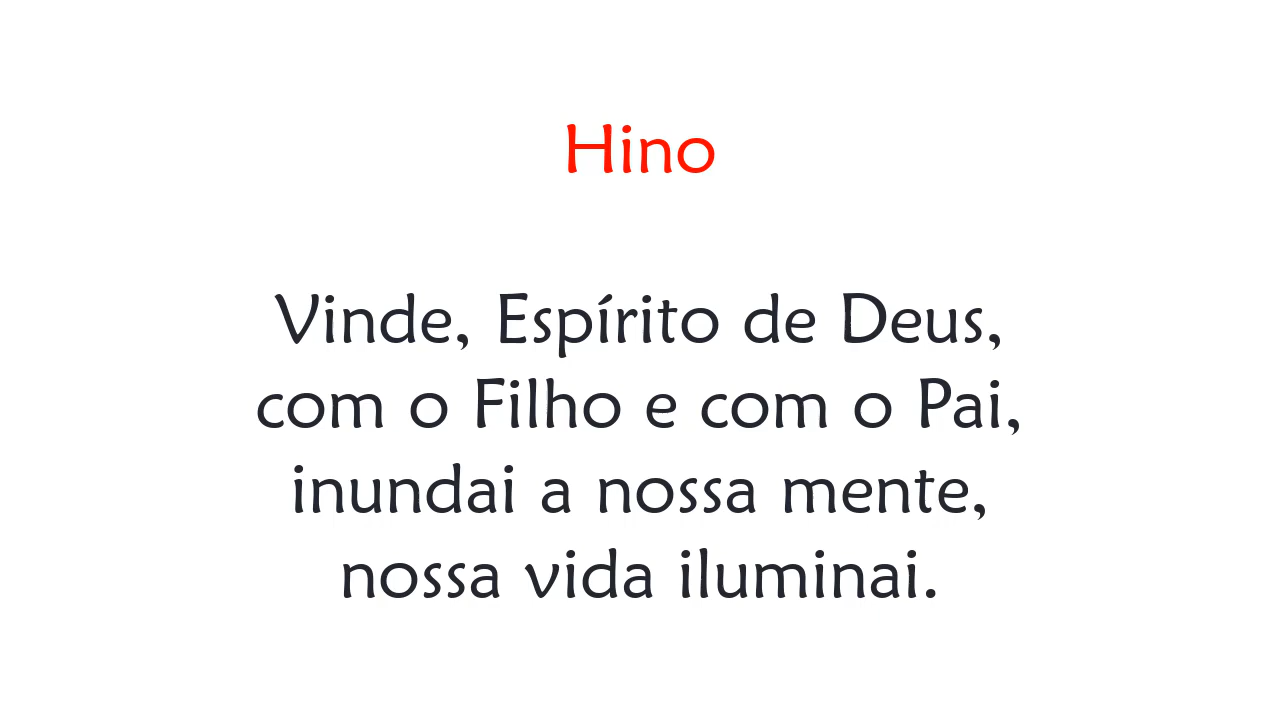 Hino
Vinde, Espírito de Deus,
com o Filho e com o Pai,
inundai a nossa mente,
nossa vida iluminai.